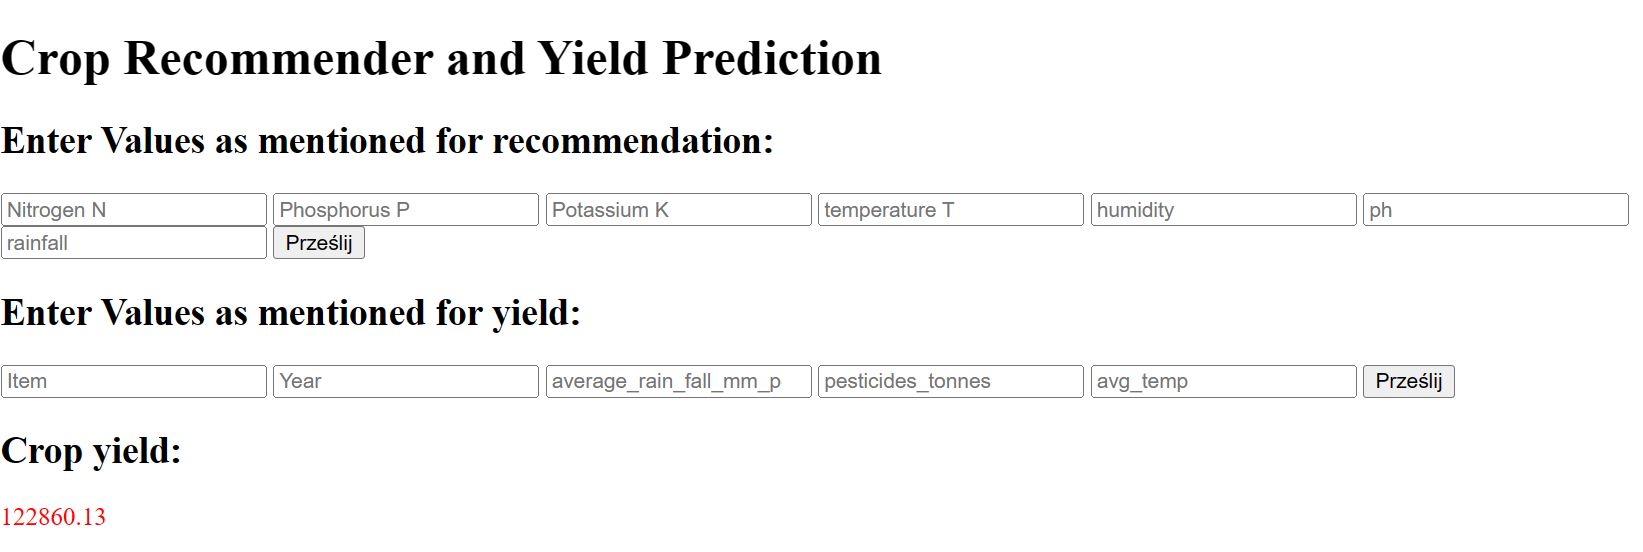 Crop Recommender and Yield Prediction
Enter Values as mentioned for recommendation:
Nitrogen N Phosphorus P Potassium K temperature T humidity ph
rainfall Prześlij
Enter Values as mentioned for yield:
Item Year average_rain_fall_mm_p pesticides_tonnes avg_temp Prześlij
Crop yield:
122860.13